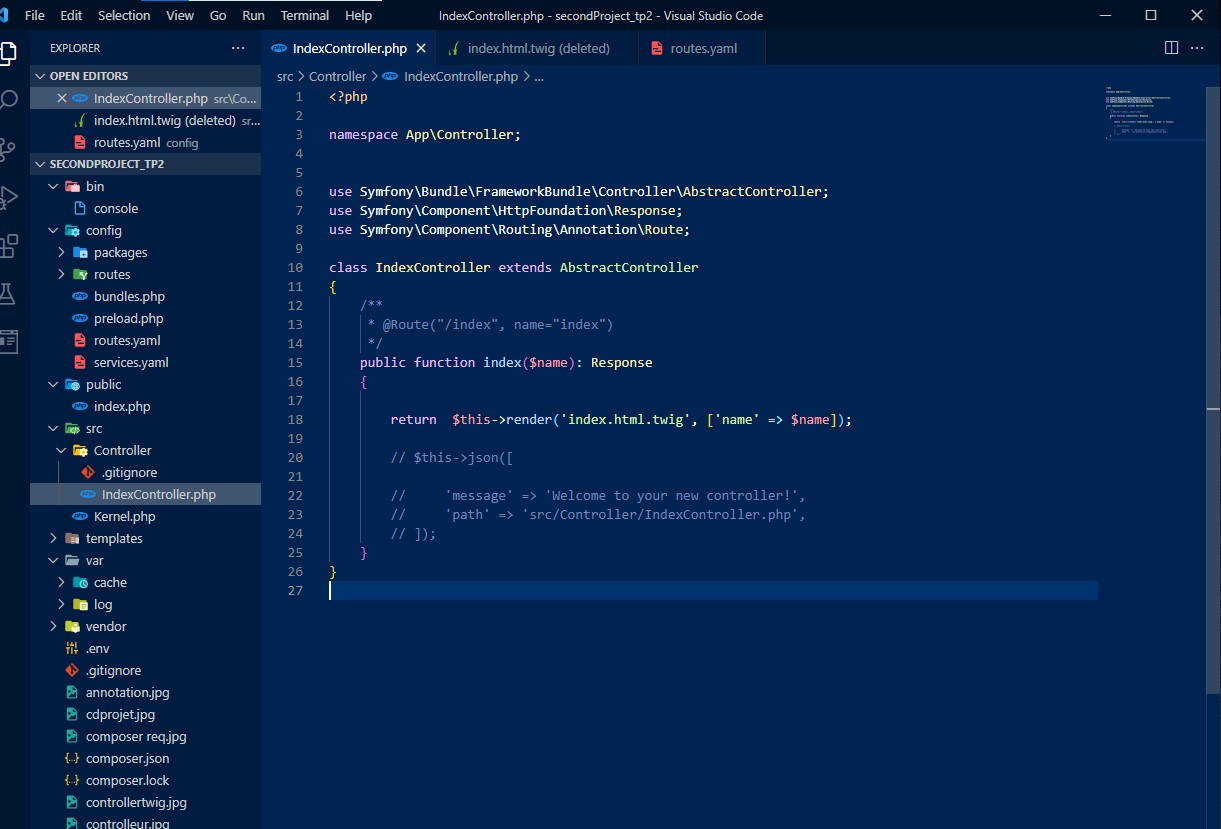 File Edit Selection View Go Run Terminal Help IndexController.php - secondProject_tp2 - Visual Studio Code
EXPLORER
OPEN EDITORS
IndexController.php src\Co...
index.html.twig (deleted) sr...
routes.yaml config
SECONDPROJECT_TP2
bin
console
config
packages
routes
bundles.php
preload.php
routes.yaml
services.yaml
public
index.php
src
Controller
.gitignore
IndexController.php
Kernel.php
templates
var
cache
log
vendor
.env
.gitignore
annotation.jpg
cdprojet.jpg
composer req.jpg
composer.json
composer.lock
controllertwig.jpg
controlleur.jpg
IndexController.php index.html.twig (deleted) routes.yaml
src > Controller > IndexController.php > ...
1 <?php
2
3 namespace App\Controller;
4
5
6 use Symfony\Bundle\FrameworkBundle\Controller\AbstractController;
7 use Symfony\Component\HttpFoundation\Response;
8 use Symfony\Component\Routing\Annotation\Route;
9
10 class IndexController extends AbstractController
11 {
12 /**
13 * @Route("/index", name="index")
14 */
15 public function index($name): Response
16 {
17
18 return  $this->render('index.html.twig', ['name' => $name]);
19
20 // $this->json([
21
22 //     'message' => 'Welcome to your new controller!',
23 //     'path' => 'src/Controller/IndexController.php',
24 // ]);
25 }
26 }
27